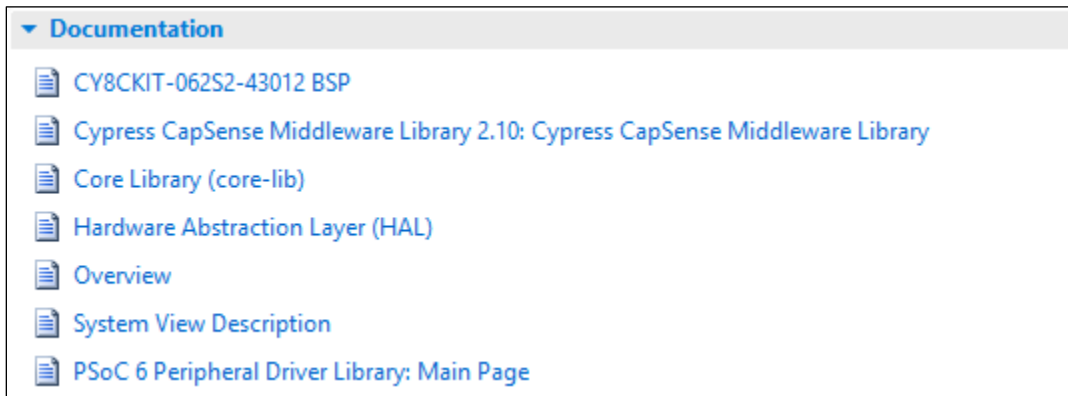 Documentation
CY8CKIT-062S2-43012 BSP
Cypress CapSense Middleware Library 2.10: Cypress CapSense Middleware Library
Core Library (core-lib)
Hardware Abstraction Layer (HAL)
Overview
System View Description
PSoC 6 Peripheral Driver Library: Main Page